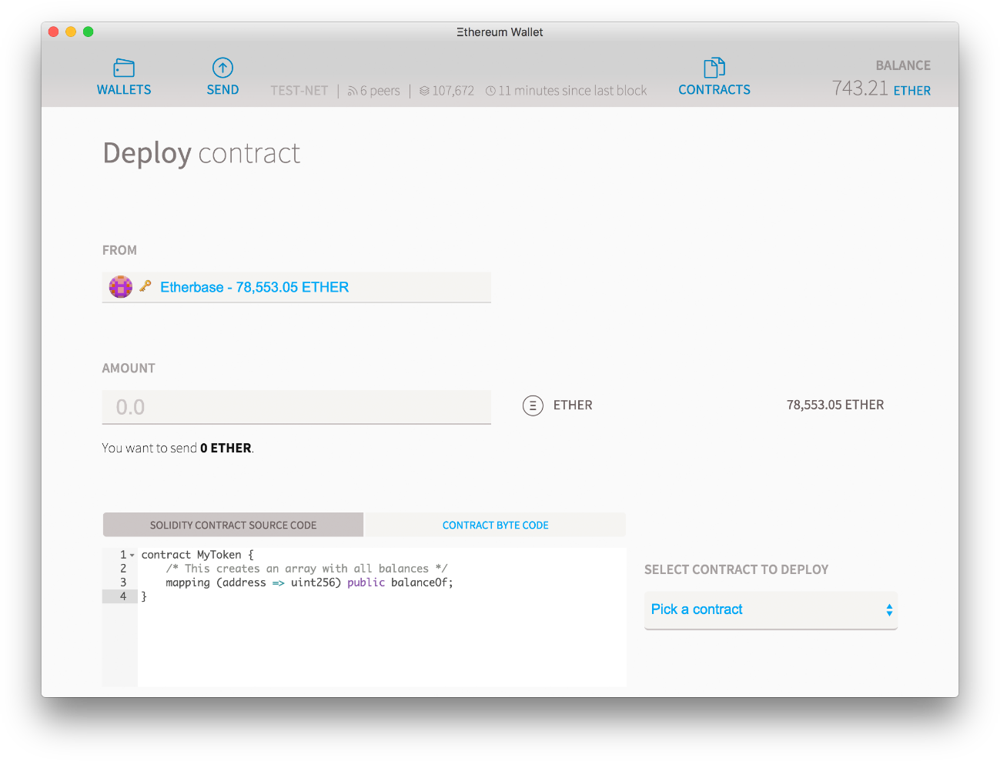 Ξthereum Wallet
WALLETS
SEND
TEST-NET | 6 peers | 107,672 11 minutes since last block
CONTRACTS
BALANCE
743.21 ETHER
Deploy contract
FROM
Etherbase - 78,553.05 ETHER
AMOUNT
0.0
Ξ ETHER
78,553.05 ETHER
You want to send 0 ETHER.
SOLIDITY CONTRACT SOURCE CODE
CONTRACT BYTE CODE
1 contract MyToken {
2 /* This creates an array with all balances */
3 mapping (address => uint256) public balanceOf;
4 }
SELECT CONTRACT TO DEPLOY
Pick a contract